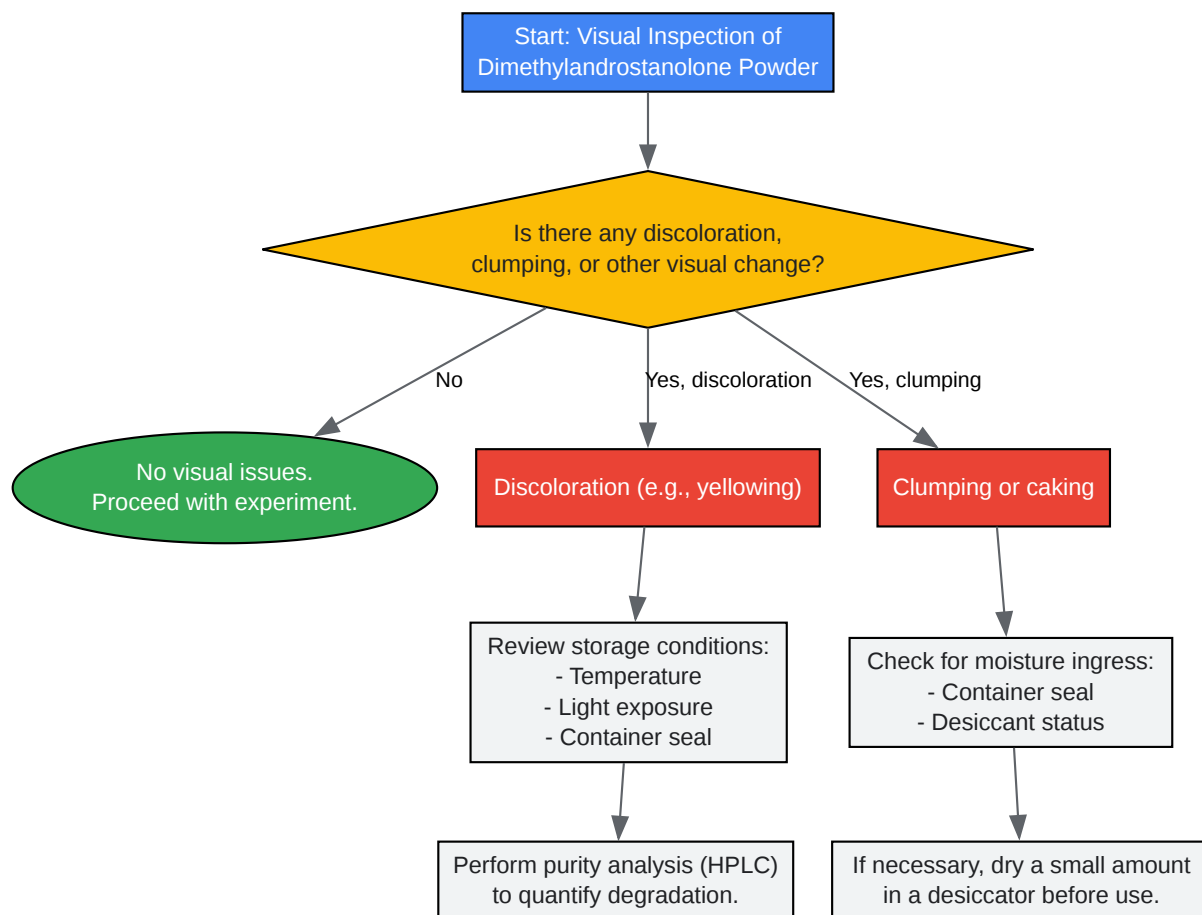 Start: Visual Inspection of
Dimethylandrostanolone Powder
Is there any discoloration,
clumping, or other visual change?
No
Yes, discoloration
Yes, clumping
No visual issues.
Proceed with experiment.
Discoloration (e.g., yellowing)
Clumping or caking
Review storage conditions:
- Temperature
- Light exposure
- Container seal
Check for moisture ingress:
- Container seal
- Desiccant status
Perform purity analysis (HPLC)
to quantify degradation.
If necessary, dry a small amount
in a desiccator before use.